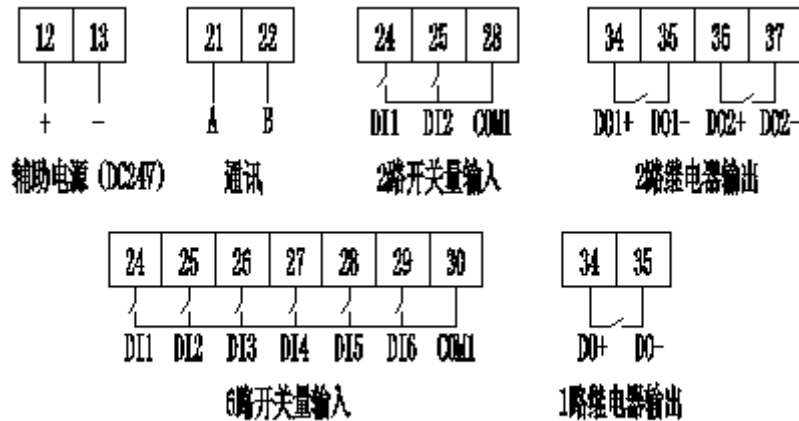 12 13 21 22 24 25 28 34 35 36 37
+ - A B DI1 DI2 COM1 DO1+ DO1- DO2+ DO2-
辅助电源 (DC24V) 通讯 2路开关量输入 2路继电器输出
24 25 26 27 28 29 30 34 35
DI1 DI2 DI3 DI4 DI5 DI6 COM1 DO+ DO-
6路开关量输入 1路继电器输出